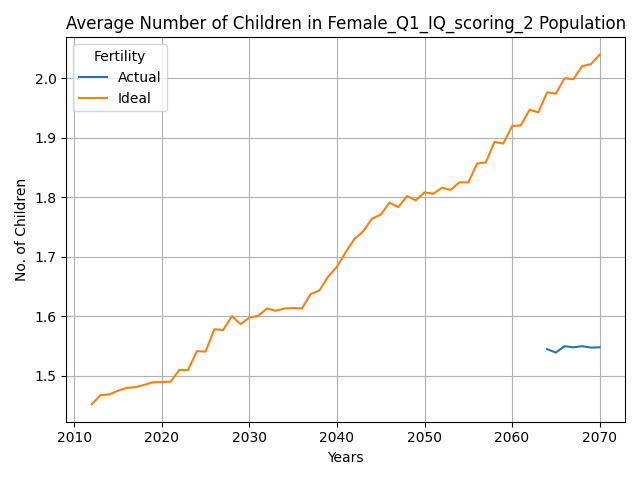 Average Number of Children in Female_Q1_IQ_scoring_2 Population
Fertility
Actual
Ideal
No. of Children
2.0
1.9
1.8
1.7
1.6
1.5
2010 2020 2030 2040 2050 2060 2070
Years